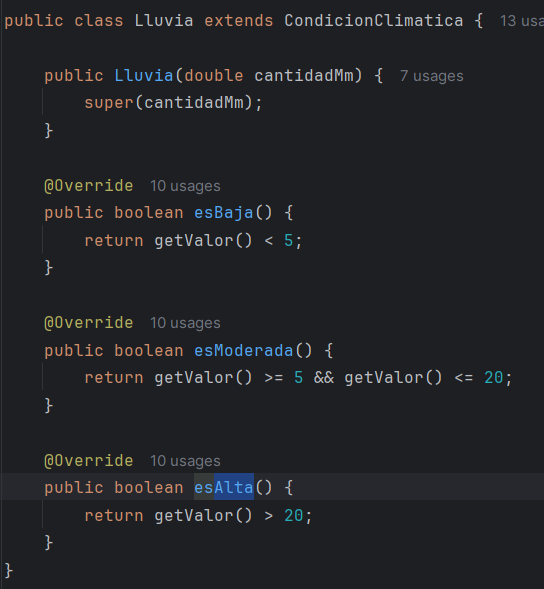 public class Lluvia extends CondicionClimatica {  13 usa
public Lluvia(double cantidadMm) {  7 usages
super(cantidadMm);
}
@Override  10 usages
public boolean esBaja() {
return getValor() < 5;
}
@Override  10 usages
public boolean esModerada() {
return getValor() >= 5 && getValor() <= 20;
}
@Override  10 usages
public boolean esAlta() {
return getValor() > 20;
}
}